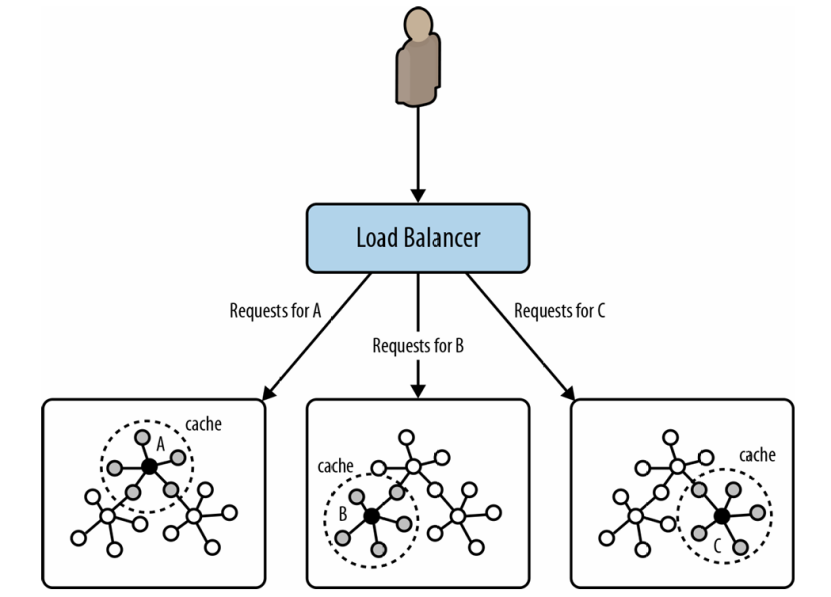 Load Balancer
Requests for A
Requests for B
Requests for C
cache
A
cache
B
cache
C